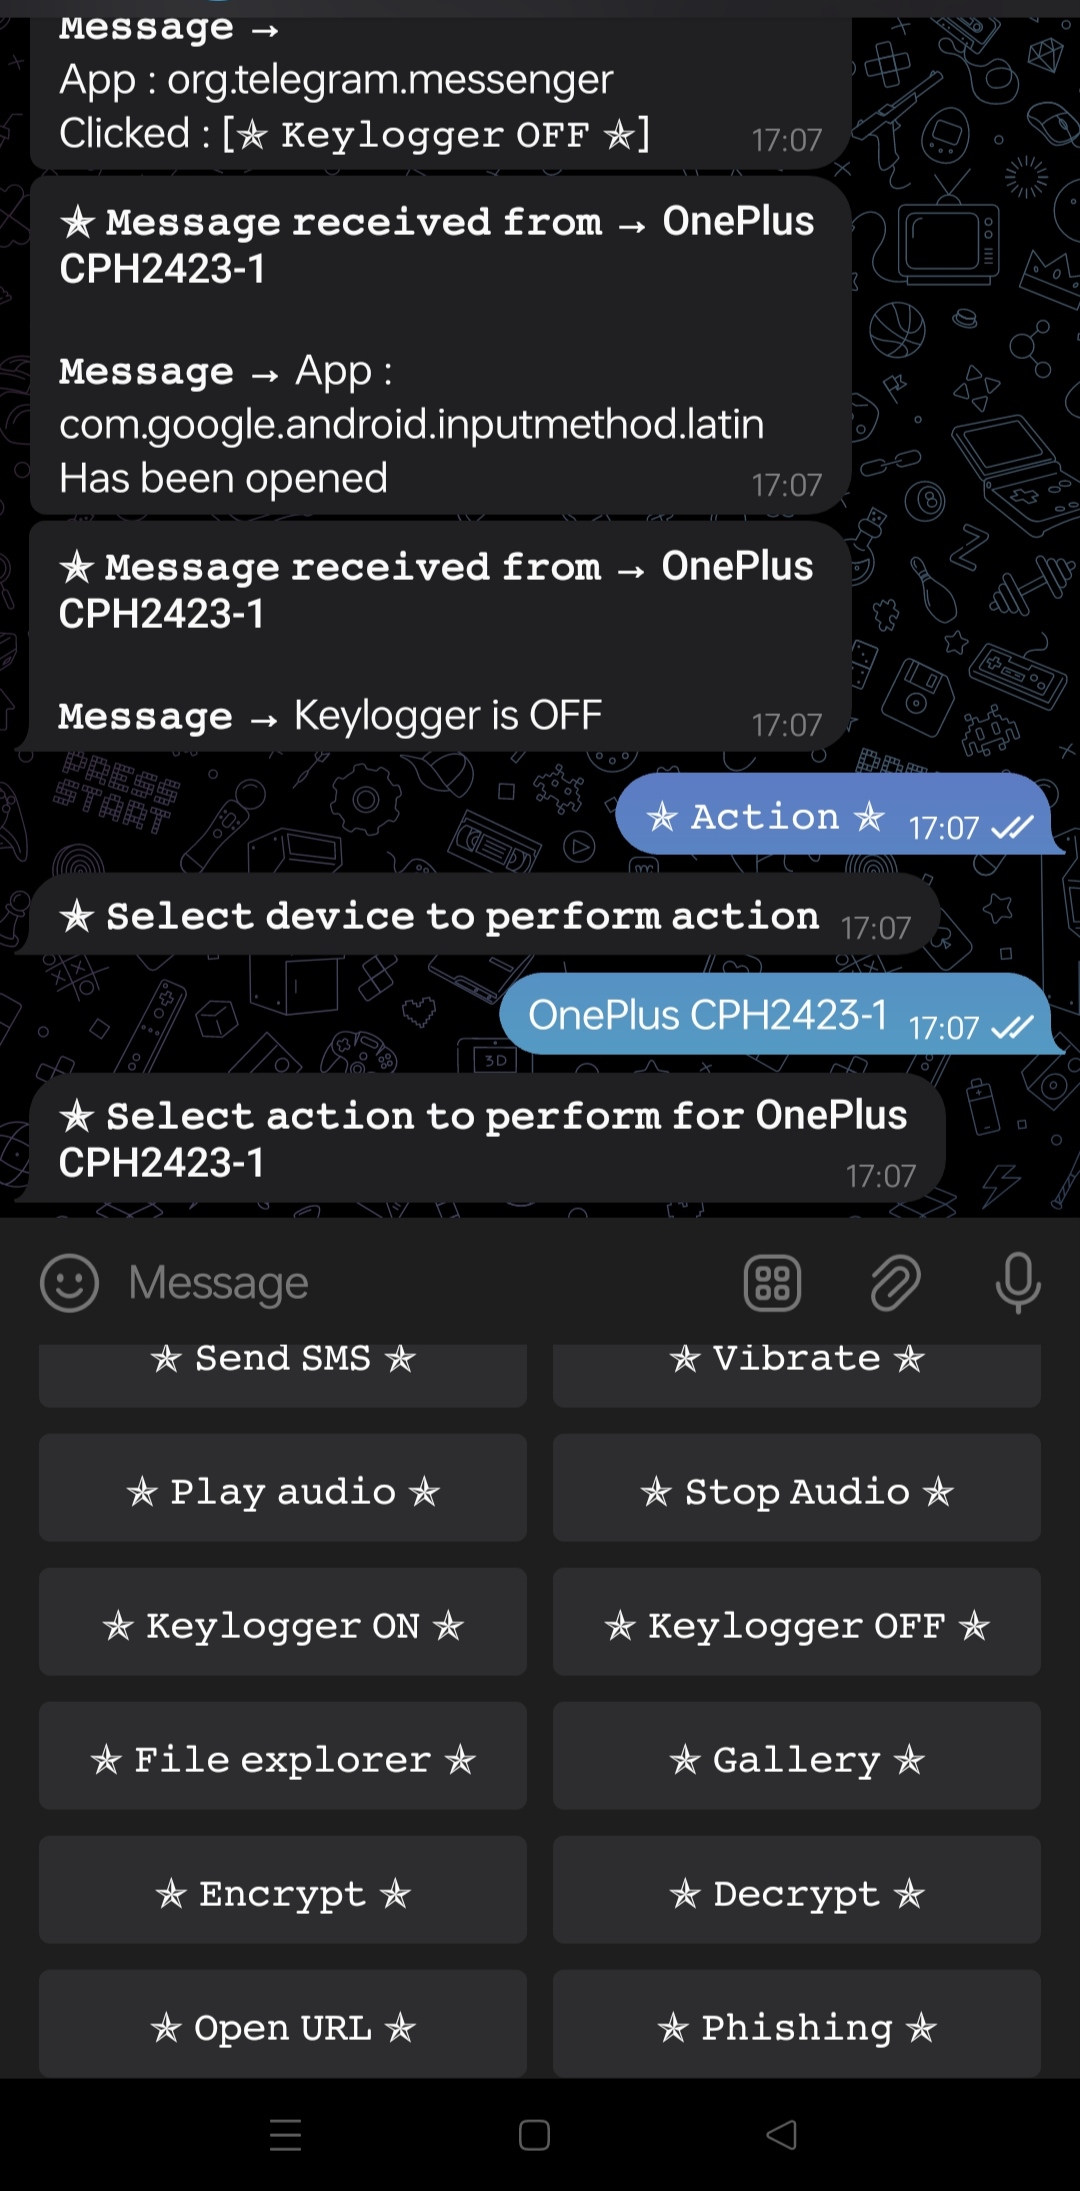 Message →
App : org.telegram.messenger
Clicked : [✯ Keylogger OFF ✯]
17:07
✯ Message received from → OnePlus
CPH2423-1
Message → App :
com.google.android.inputmethod.latin
Has been opened
17:07
✯ Message received from → OnePlus
CPH2423-1
Message → Keylogger is OFF
17:07
PRESS
START
✯ Action ✯ 17:07
✯ Select device to perform action 17:07
OnePlus CPH2423-1 17:07
3D
✯ Select action to perform for OnePlus
CPH2423-1
17:07
Message
✯ Send SMS ✯
✯ Vibrate ✯
✯ Play audio ✯
✯ Stop Audio ✯
✯ Keylogger ON ✯
✯ Keylogger OFF ✯
✯ File explorer ✯
✯ Gallery ✯
✯ Encrypt ✯
✯ Decrypt ✯
✯ Open URL ✯
✯ Phishing ✯